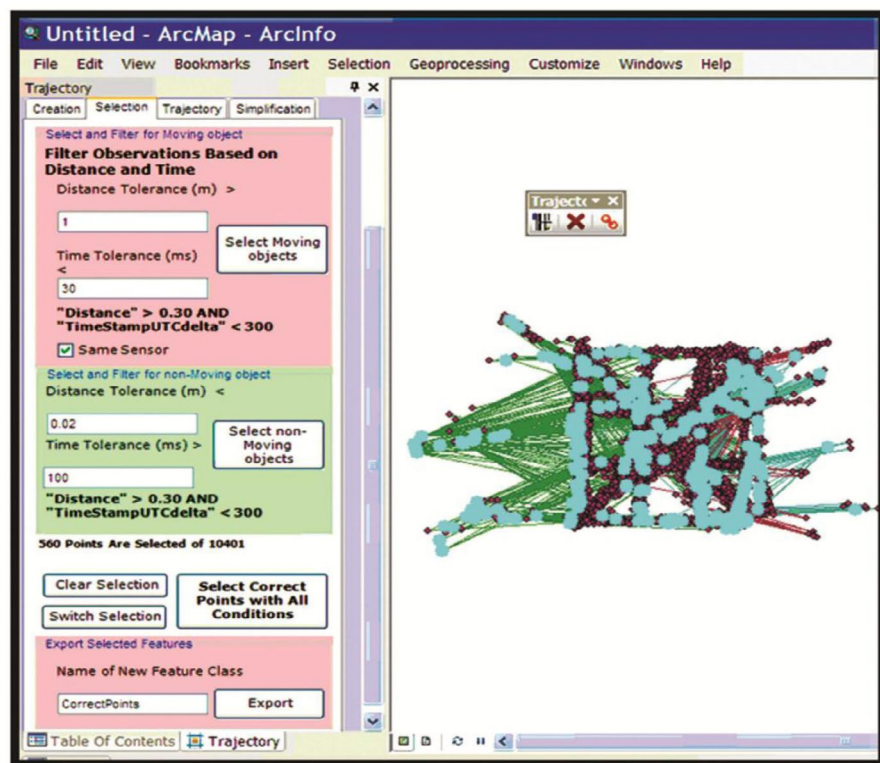 Untitled - ArcMap - ArcInfo
File Edit View Bookmarks Insert Selection Geoprocessing Customize Windows Help
Trajectory
Creation Selection Trajectory Simplification
Select and Filter for Moving object
Filter Observations Based on
Distance and Time
Distance Tolerance (m) >
1
Select Moving
objects
Time Tolerance (ms)
<
30
"Distance" > 0.30 AND
"TimeStampUTCdelta" < 300
Same Sensor
Select and Filter for non-Moving object
Distance Tolerance (m) <
0.02
Select non-
Moving
objects
Time Tolerance (ms) >
100
"Distance" > 0.30 AND
"TimeStampUTCdelta" < 300
560 Points Are Selected of 10401
Clear Selection
Switch Selection
Select Correct
Points with All
Conditions
Export Selected Features
Name of New Feature Class
CorrectPoints
Export
Table Of Contents Trajectory
Trajectc